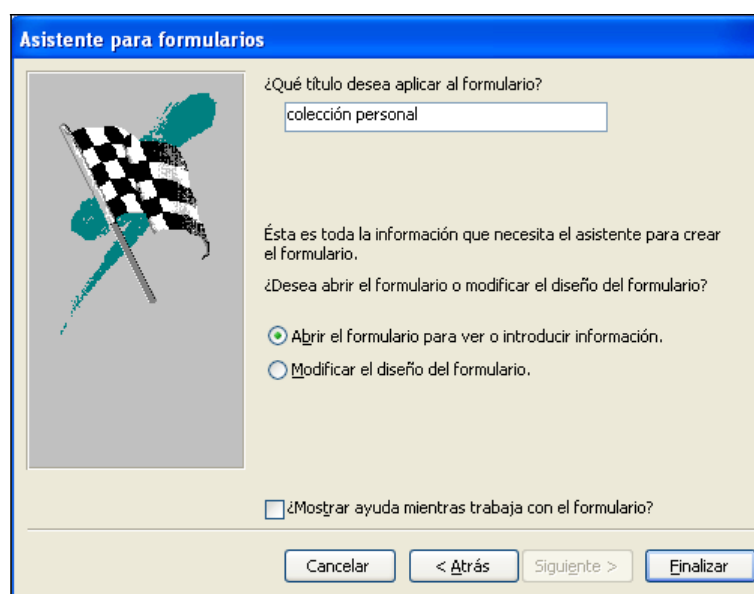 Asistente para formularios
¿Qué título desea aplicar al formulario?
colección personal
Ésta es toda la información que necesita el asistente para crear
el formulario.
¿Desea abrir el formulario o modificar el diseño del formulario?
Abrir el formulario para ver o introducir información.
Modificar el diseño del formulario.
¿Mostrar ayuda mientras trabaja con el formulario?
Cancelar < Atrás Siguiente > Finalizar